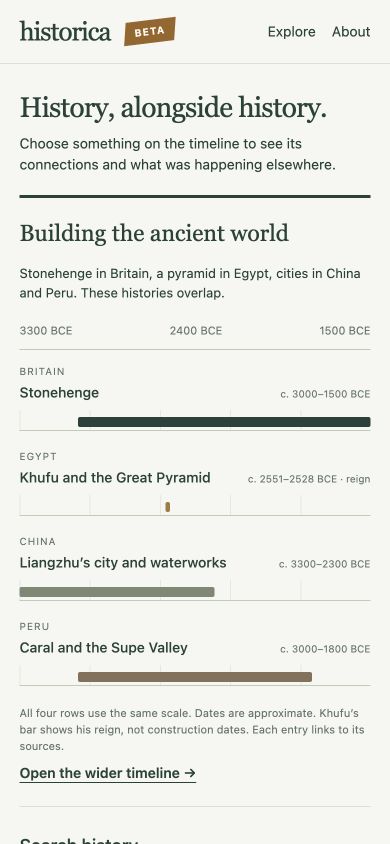 historica BETA Explore About
History, alongside history.
Choose something on the timeline to see its
connections and what was happening elsewhere.
Building the ancient world
Stonehenge in Britain, a pyramid in Egypt, cities in China
and Peru. These histories overlap.
3300 BCE 2400 BCE 1500 BCE
BRITAIN
Stonehenge c. 3000–1500 BCE
EGYPT
Khufu and the Great Pyramid c. 2551–2528 BCE · reign
CHINA
Liangzhu’s city and waterworks c. 3300–2300 BCE
PERU
Caral and the Supe Valley c. 3000–1800 BCE
All four rows use the same scale. Dates are approximate. Khufu’s
bar shows his reign, not construction dates. Each entry links to its
sources.
Open the wider timeline →
Search history